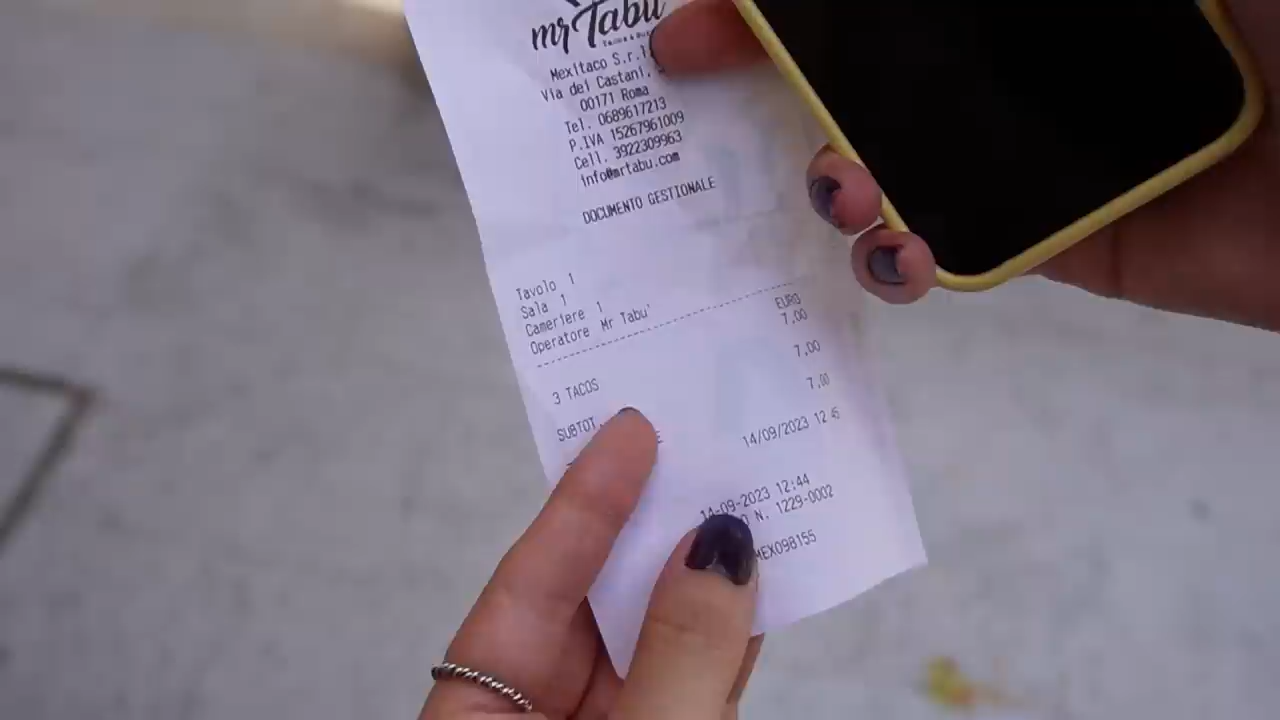 mr Tabu
Mexitaco S.r.l
Via dei Castani,
00171 Roma
Tel. 0689617213
P.IVA 15267961009
Cell. 3922309963
info@mrtabu.com
DOCUMENTO GESTIONALE
Tavolo 1
Sala 1
Cameriere 1
Operatore Mr Tabu'
EURO
3 TACOS 7,00
SUBTOT 7,00
7,00
14/09/2023 12:45
14-09-2023 12:44
N. 1229-0002
MEX098155